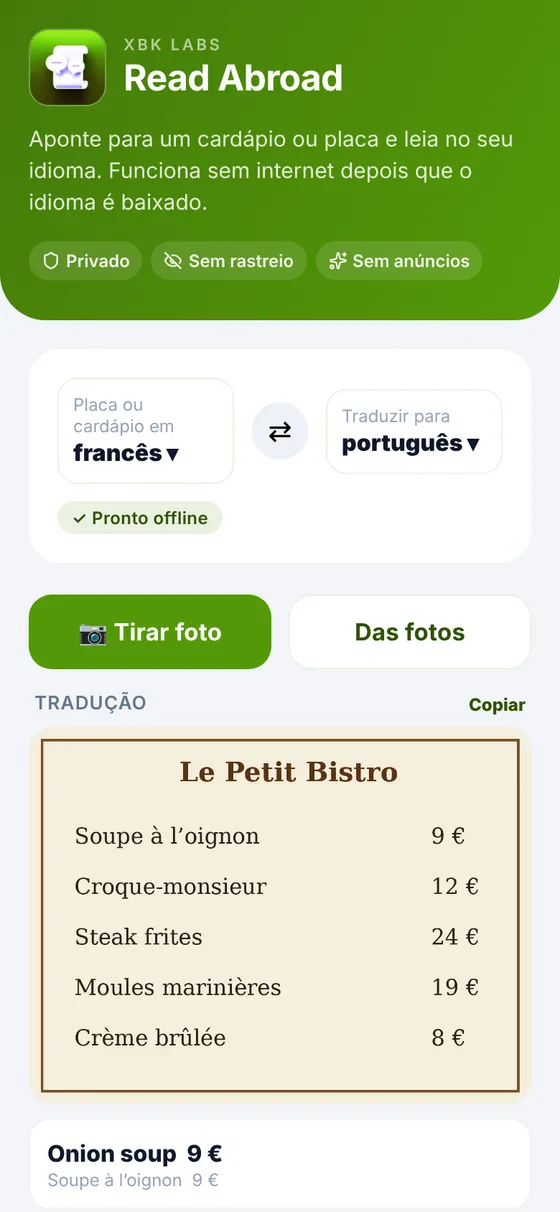 XBK LABS
Read Abroad
Aponte para um cardápio ou placa e leia no seu
idioma. Funciona sem internet depois que o
idioma é baixado.
Privado
Sem rastreio
Sem anúncios
Placa ou
cardápio em
francês ▾
⇄
Traduzir para
português ▾
✓ Pronto offline
📷 Tirar foto
Das fotos
TRADUÇÃO
Copiar
Le Petit Bistro
Soupe à l’oignon 9 €
Croque-monsieur 12 €
Steak frites 24 €
Moules marinières 19 €
Crème brûlée 8 €
Onion soup 9 €
Soupe à l’oignon 9 €